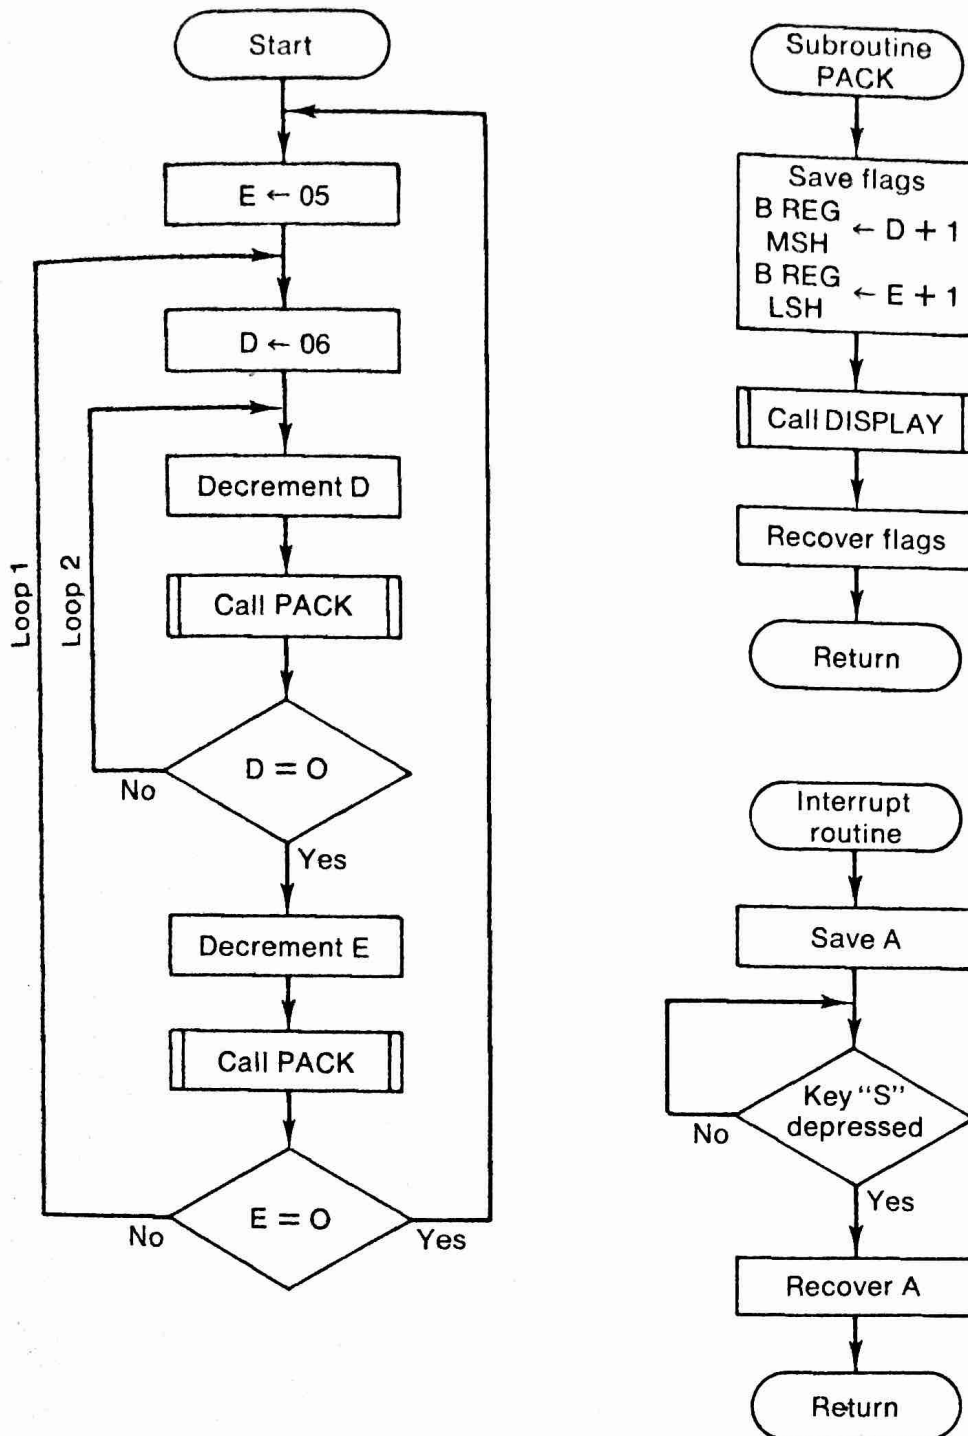 Start
E ← 05
D ← 06
Decrement D
Call PACK
D = O
No
Yes
Decrement E
Call PACK
E = O
No
Yes
Loop 1
Loop 2
Subroutine
PACK
Save flags
B REG
MSH ← D + 1
B REG
LSH ← E + 1
Call DISPLAY
Recover flags
Return
Interrupt
routine
Save A
Key "S"
depressed
No
Yes
Recover A
Return